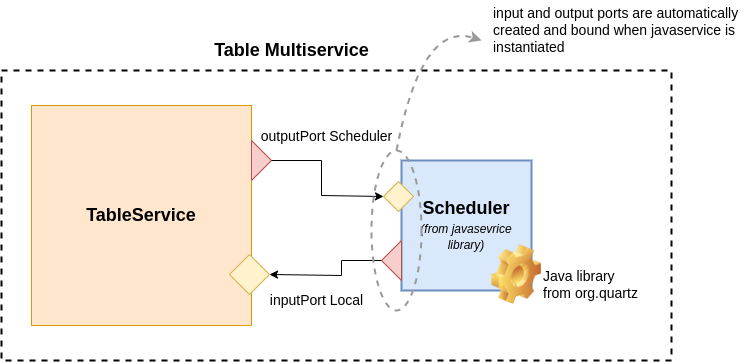 input and output ports are automatically
created and bound when javaservice is
instantiated
Table Multiservice
outputPort Scheduler
TableService
Scheduler
(from javasevrice
library)
Java library
from org.quartz
inputPort Local